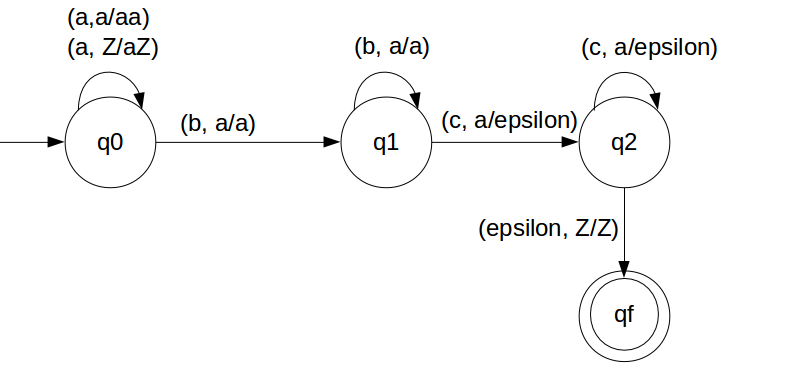 (a,a/aa)
(a, Z/aZ)
(b, a/a)
(c, a/epsilon)
(b, a/a)
(c, a/epsilon)
q0
q1
q2
(epsilon, Z/Z)
qf